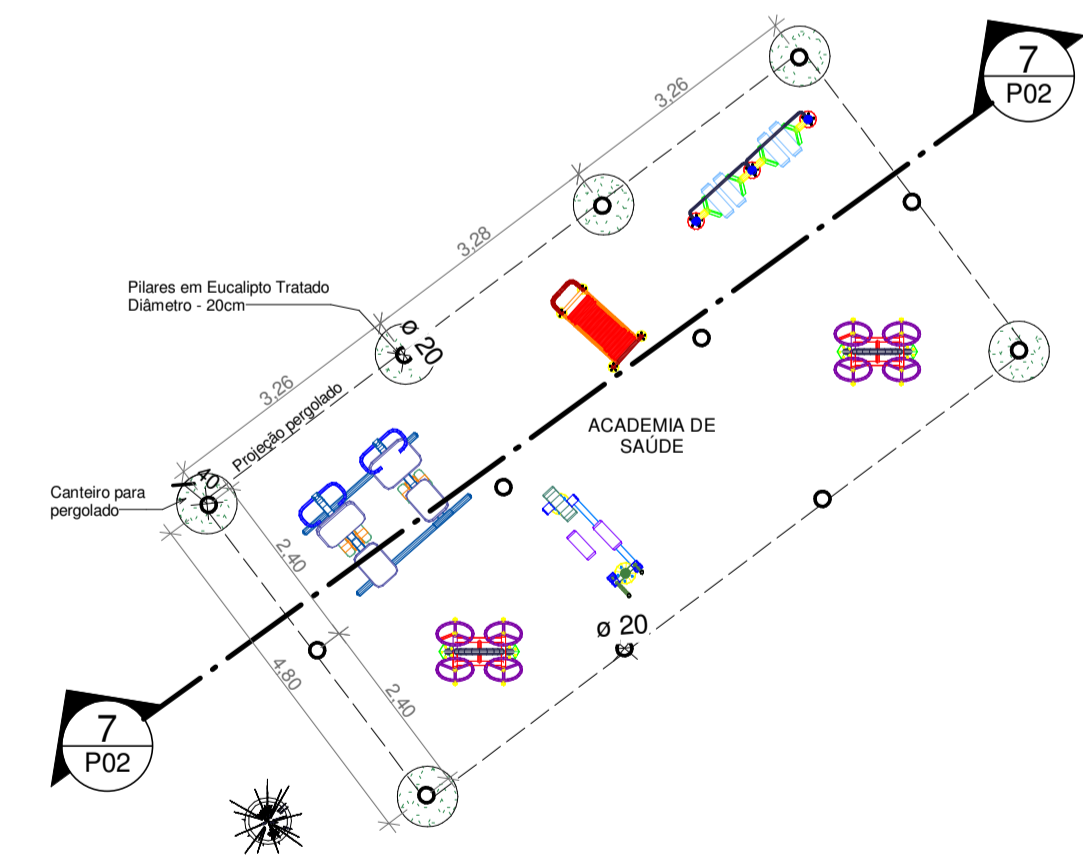 7
P02
3,26
3,28
Pilares em Eucalipto Tratado
Diâmetro - 20cm
ø 20
3,26
Projeção pergolado
ACADEMIA DE
SAÚDE
Canteiro para
pergolado
40
2,40
ø 20
4,80
2,40
7
P02